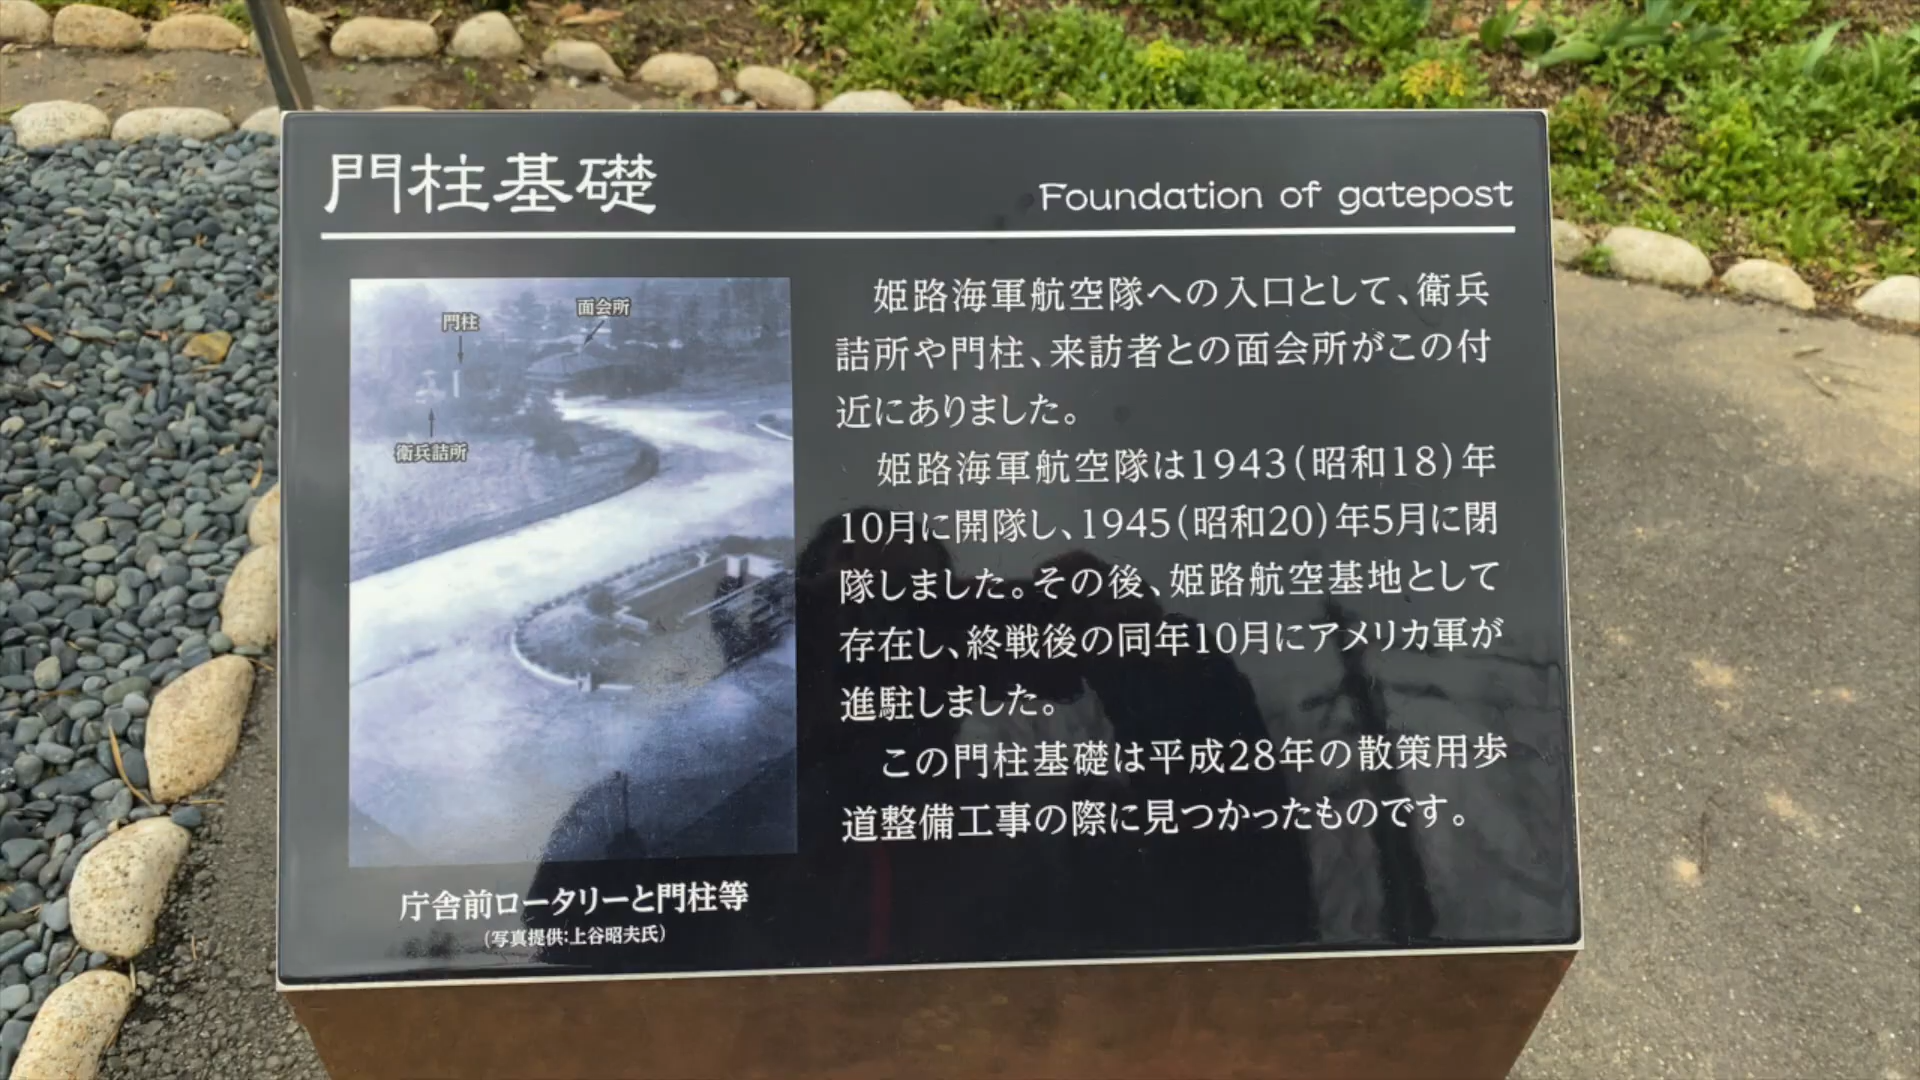 門柱基礎
Foundation of gatepost
門柱
面会所
衛兵詰所
姫路海軍航空隊への入口として、衛兵
詰所や門柱、来訪者との面会所がこの付
近にありました。
姫路海軍航空隊は1943(昭和18)年
10月に開隊し、1945(昭和20)年5月に閉
隊しました。その後、姫路航空基地として
存在し、終戦後の同年10月にアメリカ軍が
進駐しました。
この門柱基礎は平成28年の散策用歩
道整備工事の際に見つかったものです。
庁舎前ロータリーと門柱等
(写真提供:上谷昭夫氏)